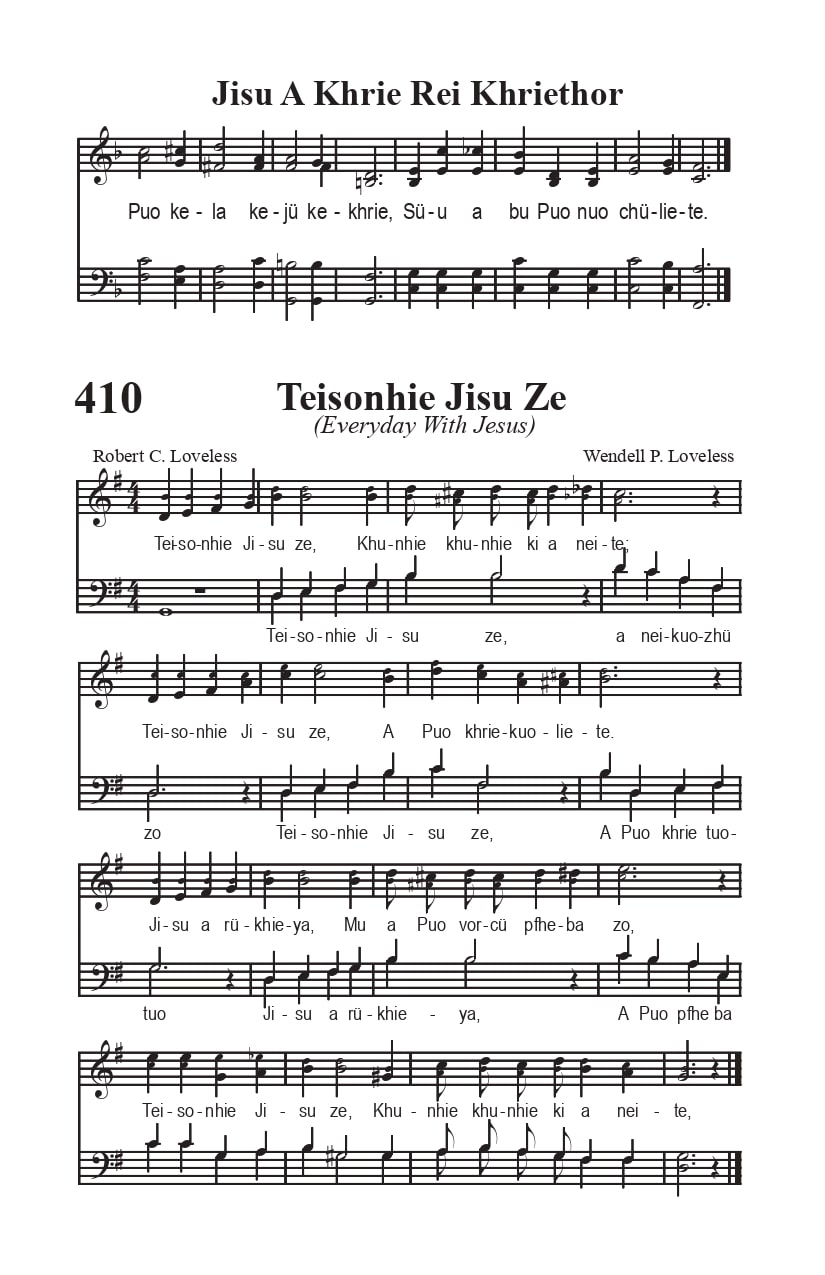 Jisu A Khrie Rei Khriethor
Puo ke - la ke-jü ke - khrie, Sü-u a bu Puo nuo chü-lie-te.
410 Teisonhie Jisu Ze
(Everyday With Jesus)
Robert C. Loveless Wendell P. Loveless
Tei-so-nhie Ji- su ze, Khu-nhie khu-nhie ki a nei-te;
Tei-so-nhie Ji - su ze, a nei-kuo-zhü
Tei-so-nhie Ji - su ze, A Puo khrie-kuo-lie - te.
zo Tei-so-nhie Ji - su ze, A Puo khrie tuo-
Ji-su a rü-khie-ya, Mu a Puo vor-cü pfhe-ba zo,
tuo Ji - su a rü-khie - ya, A Puo pfhe ba
Tei - so-nhie Ji - su ze, Khu - nhie khu-nhie ki a nei - te,